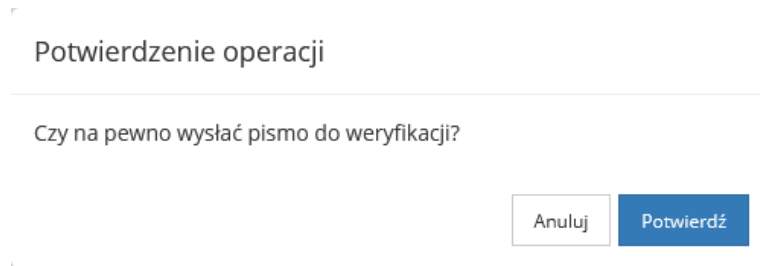 Potwierdzenie operacji
Czy na pewno wysłać pismo do weryfikacji?
Anuluj Potwierdź